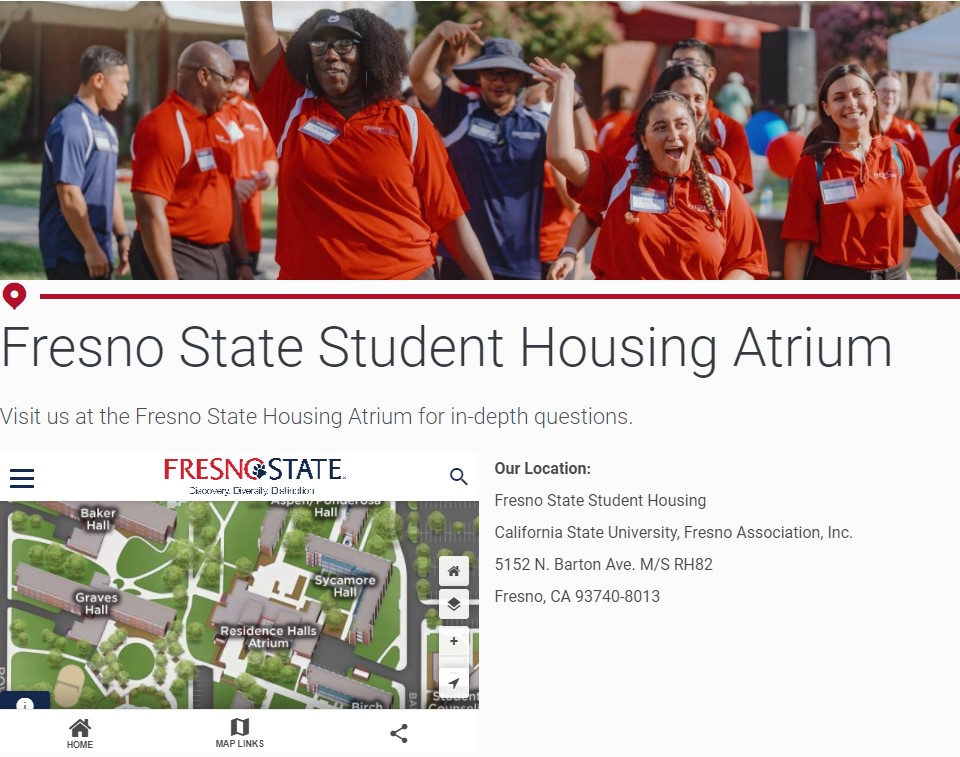 Fresno State Student Housing Atrium
Visit us at the Fresno State Housing Atrium for in-depth questions.
FRESNO STATE
Discovery. Diversity. Distinction.
Aspen/Ponderosa
Hall
Baker
Hall
Sycamore
Hall
Graves
Hall
Residence Halls
Atrium
Birch
Student
HOME
MAP LINKS
Our Location:
Fresno State Student Housing
California State University, Fresno Association, Inc.
5152 N. Barton Ave. M/S RH82
Fresno, CA 93740-8013